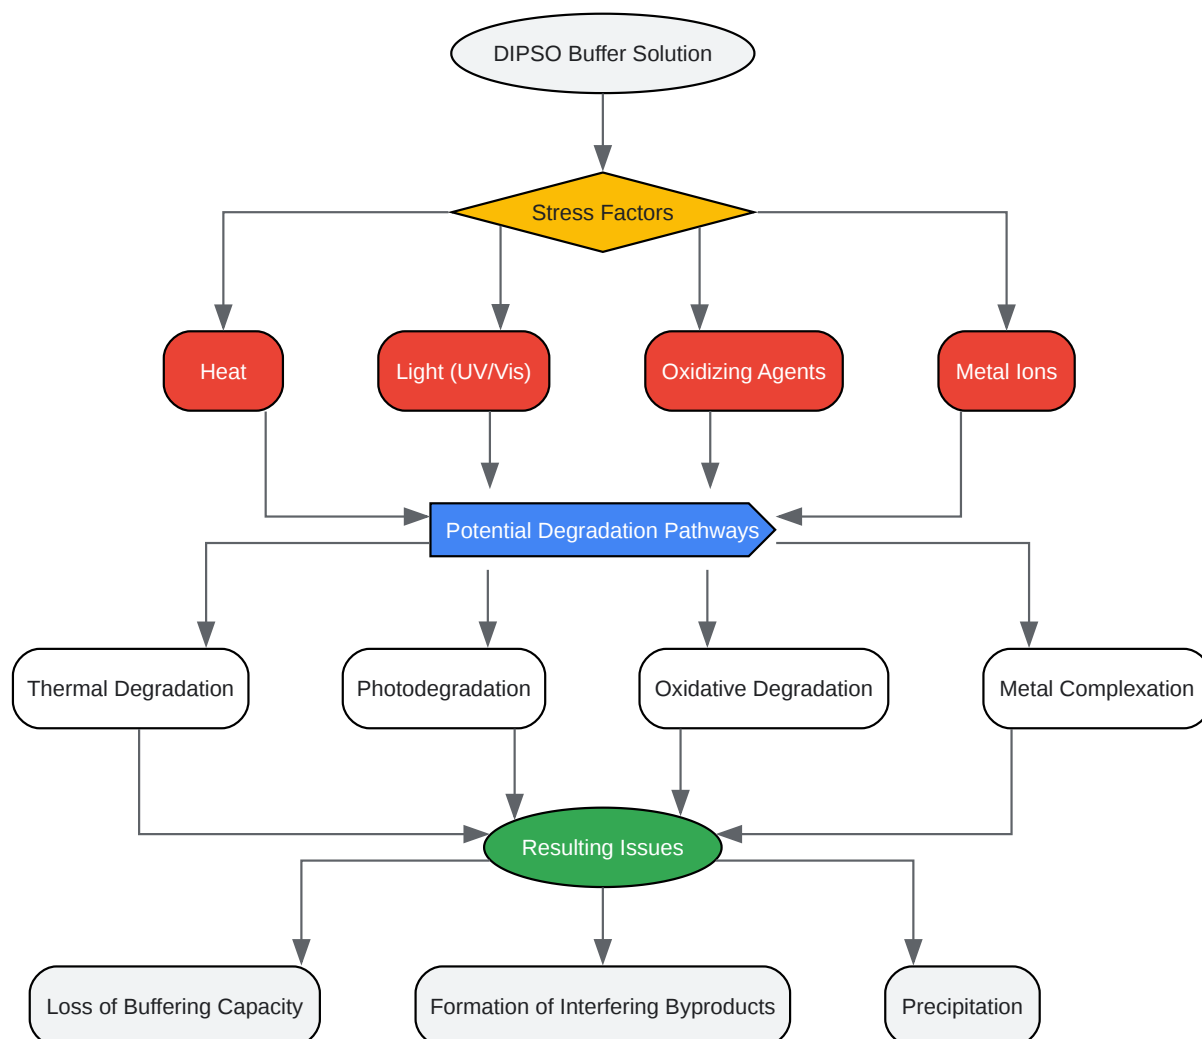 DIPSO Buffer Solution
Stress Factors
Heat
Light (UV/Vis)
Oxidizing Agents
Metal Ions
Potential Degradation Pathways
Thermal Degradation
Photodegradation
Oxidative Degradation
Metal Complexation
Resulting Issues
Loss of Buffering Capacity
Formation of Interfering Byproducts
Precipitation